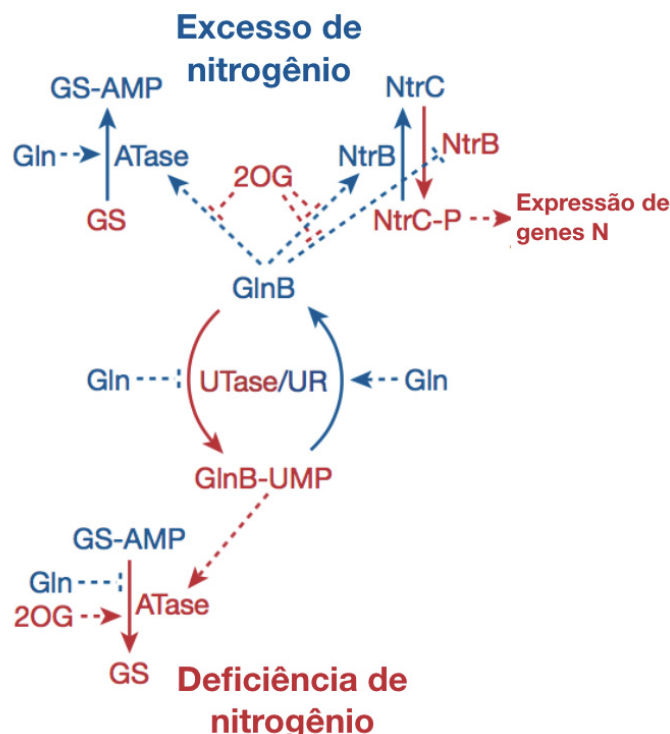 Excesso de
nitrogênio
GS-AMP
NtrC
Gln
ATase
NtrB
NtrB
2OG
GS
NtrC-P
Expressão de
genes N
GlnB
Gln
UTase/UR
Gln
GlnB-UMP
GS-AMP
Gln
2OG
ATase
GS
Deficiência de
nitrogênio